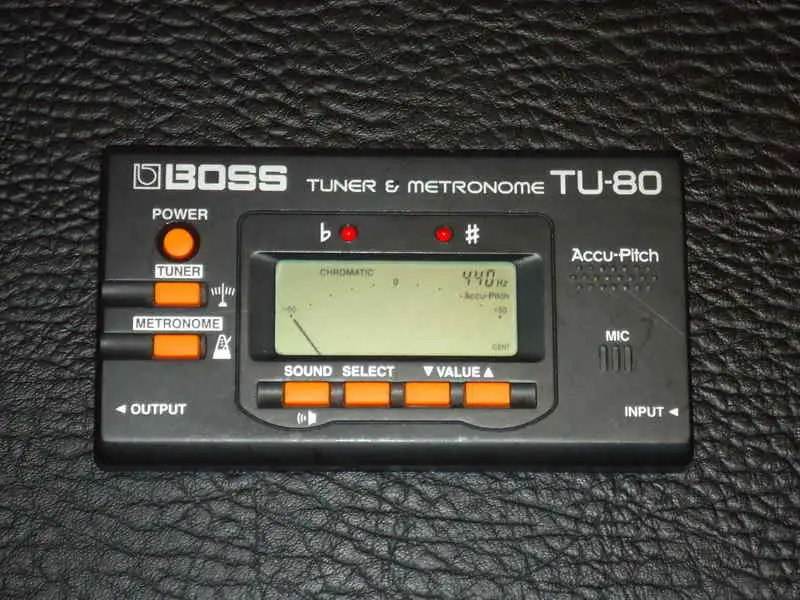 BOSS TUNER & METRONOME TU-80
POWER
♭ ♯
TUNER
Accu-Pitch
CHROMATIC 0 440 Hz
Accu-Pitch
-50 +50
METRONOME
MIC
CENT
SOUND SELECT ▼ VALUE ▲
◀ OUTPUT
INPUT ◀